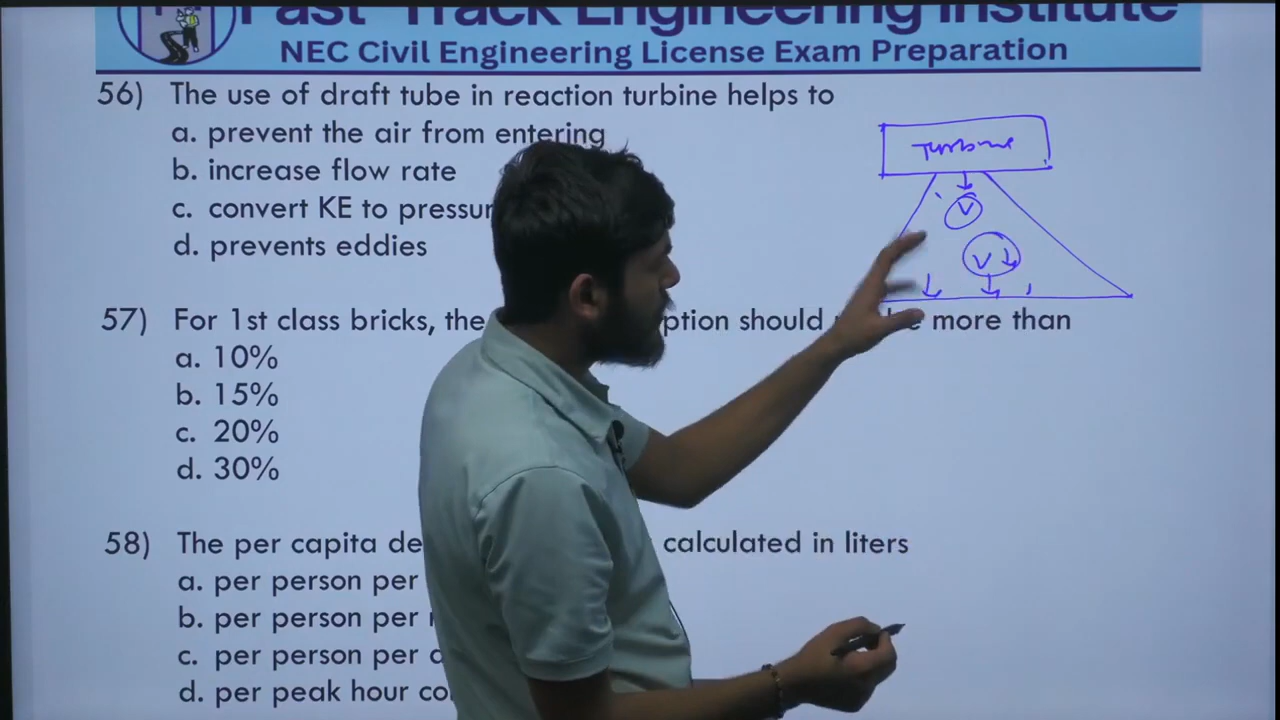 Fast Track Engineering Institute
NEC Civil Engineering License Exam Preparation
56) The use of draft tube in reaction turbine helps to
a. prevent the air from entering
b. increase flow rate
c. convert KE to pressur
d. prevents eddies
Turbine
V
V
57) For 1st class bricks, the ption should be more than
a. 10%
b. 15%
c. 20%
d. 30%
58) The per capita de calculated in liters
a. per person per
b. per person per
c. per person per
d. per peak hour co